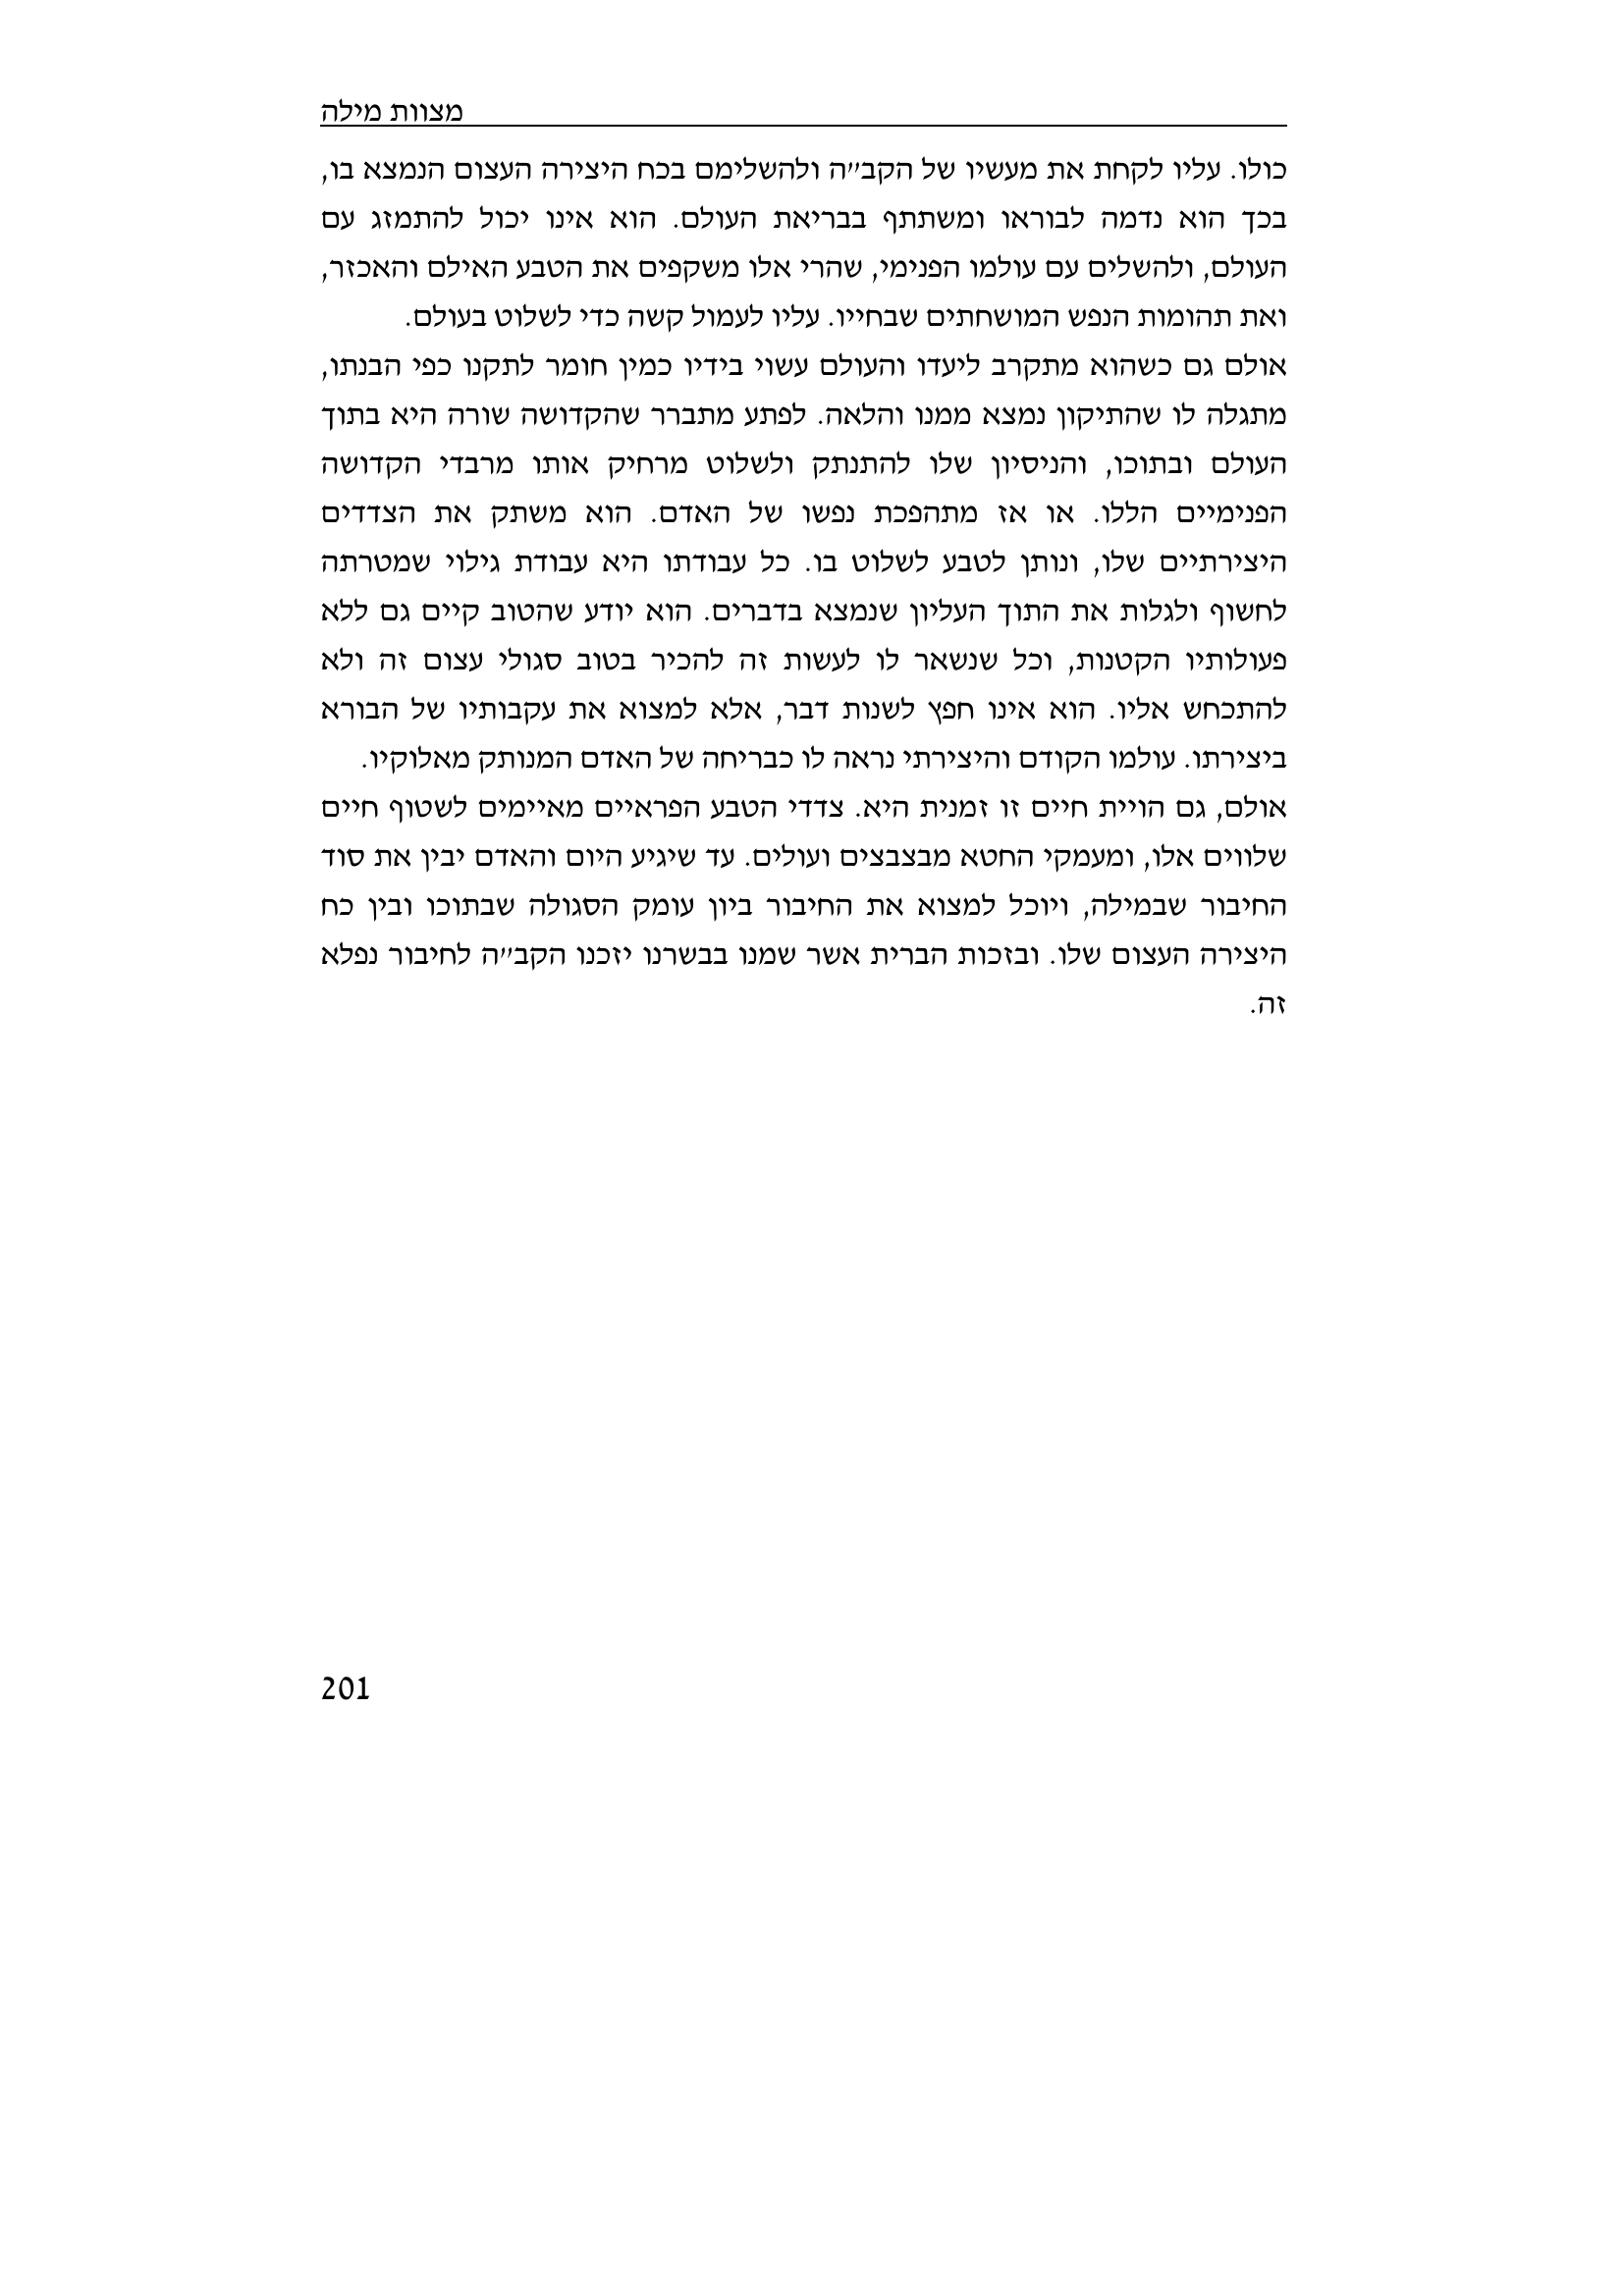 מצוות מילה
כולו. עליו לקחת את מעשיו של הקב״ה ולהשלימם בכח היצירה העצום הנמצא בו,
בכך הוא נדמה לבוראו ומשתתף בבריאת העולם. הוא אינו יכול להתמזג עם
העולם, ולהשלים עם עולמו הפנימי, שהרי אלו משקפים את הטבע האילם והאכזר,
ואת תהומות הנפש המושחתים שבחייו. עליו לעמול קשה כדי לשלוט בעולם.
אולם גם כשהוא מתקרב ליעדו והעולם עשוי בידיו כמין חומר לתקנו כפי הבנתו,
מתגלה לו שהתיקון נמצא ממנו והלאה. לפתע מתברר שהקדושה שורה היא בתוך
העולם ובתוכו, והניסיון שלו להתנתק ולשלוט מרחיק אותו מרבדי הקדושה
הפנימיים הללו. או אז מתהפכת נפשו של האדם. הוא משתק את הצדדים
היצירתיים שלו, ונותן לטבע לשלוט בו. כל עבודתו היא עבודת גילוי שמטרתה
לחשוף ולגלות את התוך העליון שנמצא בדברים. הוא יודע שהטוב קיים גם ללא
פעולותיו הקטנות, וכל שנשאר לו לעשות זה להכיר בטוב סגולי עצום זה ולא
להתכחש אליו. הוא אינו חפץ לשנות דבר, אלא למצוא את עקבותיו של הבורא
ביצירתו. עולמו הקודם והיצירתי נראה לו כבריחה של האדם המנותק מאלוקיו.
אולם, גם הויית חיים זו זמנית היא. צדדי הטבע הפראיים מאיימים לשטוף חיים
שלווים אלו, ומעמקי החטא מבצבצים ועולים. עד שיגיע היום והאדם יבין את סוד
החיבור שבמילה, ויוכל למצוא את החיבור ביון עומק הסגולה שבתוכו ובין כח
היצירה העצום שלו. ובזכות הברית אשר שמנו בבשרנו יזכנו הקב״ה לחיבור נפלא
זה.
201